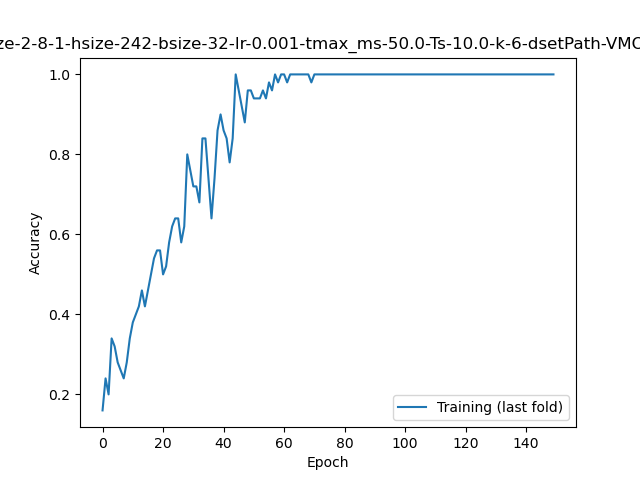 ze-2-8-1-hsize-242-bsize-32-lr-0.001-tmax_ms-50.0-Ts-10.0-k-6-dsetPath-VMC
1.0
0.8
0.6
0.4
0.2
Accuracy
Training (last fold)
0 20 40 60 80 100 120 140
Epoch